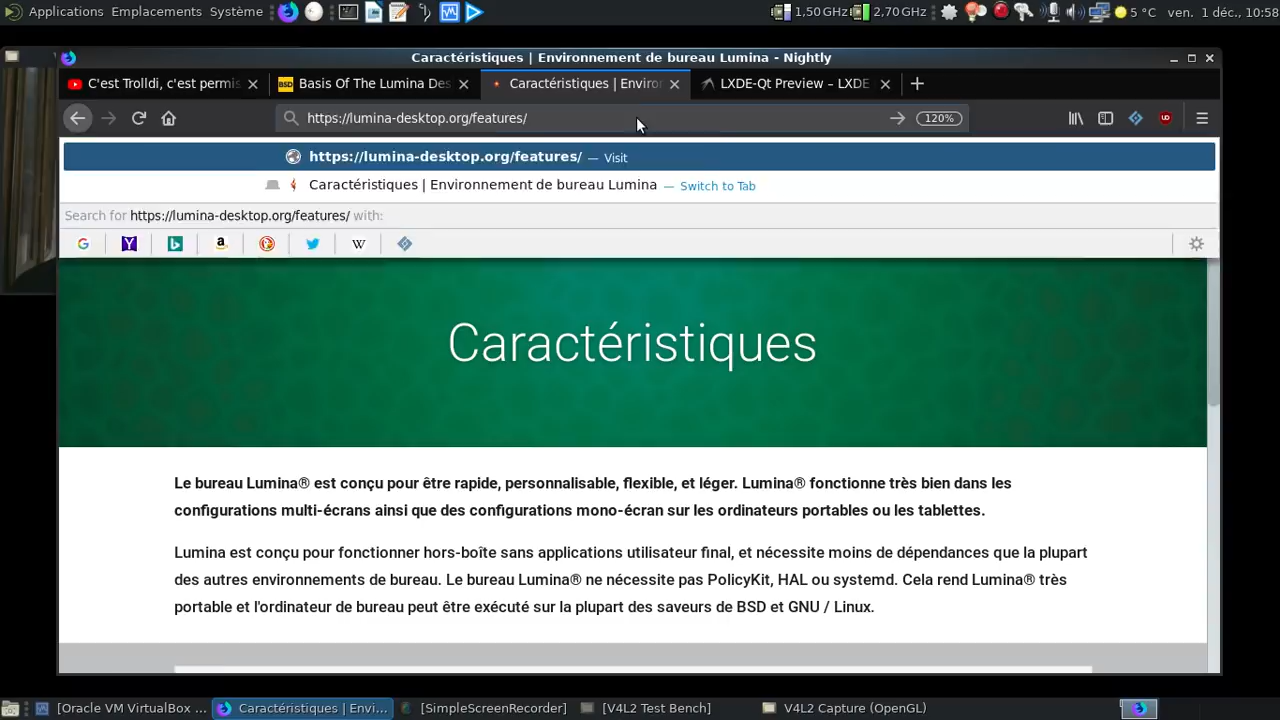 Applications Emplacements Système 1,50 GHz 2,70 GHz 5 °C ven. 1 déc., 10:58
Caractéristiques | Environnement de bureau Lumina - Nightly
C'est Trolldi, c'est permis Basis Of The Lumina Des Caractéristiques | Enviror LXDE-Qt Preview – LXDE
https://lumina-desktop.org/features/ 120%
https://lumina-desktop.org/features/ — Visit
Caractéristiques | Environnement de bureau Lumina — Switch to Tab
Search for https://lumina-desktop.org/features/ with:
Caractéristiques
Le bureau Lumina® est conçu pour être rapide, personnalisable, flexible, et léger. Lumina® fonctionne très bien dans les
configurations multi-écrans ainsi que des configurations mono-écran sur les ordinateurs portables ou les tablettes.
Lumina est conçu pour fonctionner hors-boîte sans applications utilisateur final, et nécessite moins de dépendances que la plupart
des autres environnements de bureau. Le bureau Lumina® ne nécessite pas PolicyKit, HAL ou systemd. Cela rend Lumina® très
portable et l'ordinateur de bureau peut être exécuté sur la plupart des saveurs de BSD et GNU / Linux.
[Oracle VM VirtualBox ... Caractéristiques | Envi... [SimpleScreenRecorder] [V4L2 Test Bench] V4L2 Capture (OpenGL)